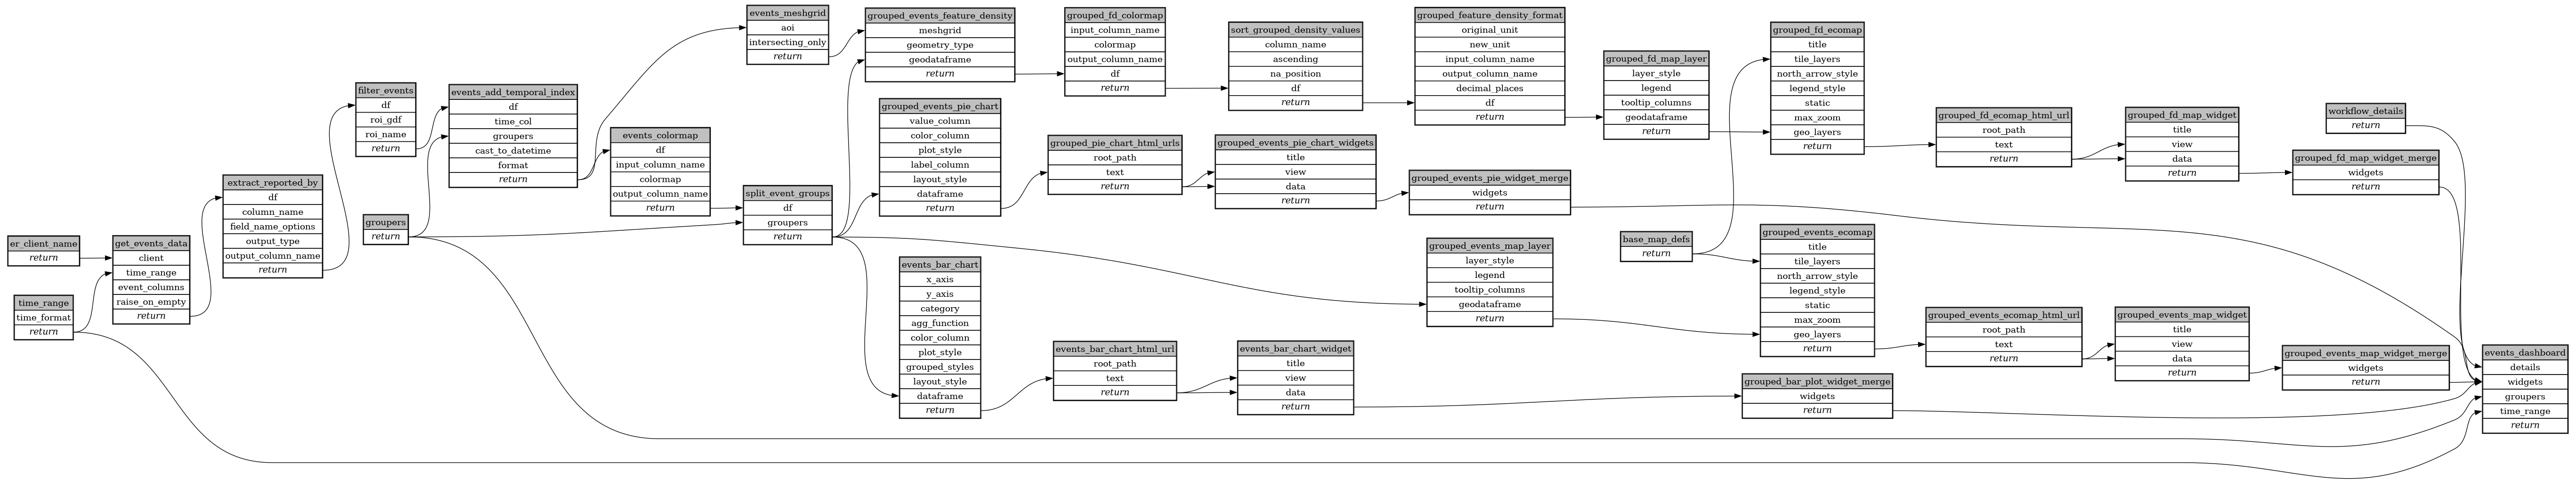 er_client_name
return
time_range
time_format
return
get_events_data
client
time_range
event_columns
raise_on_empty
return
extract_reported_by
df
column_name
field_name_options
output_type
output_column_name
return
filter_events
df
roi_gdf
roi_name
return
groupers
return
events_add_temporal_index
df
time_col
groupers
cast_to_datetime
format
return
events_colormap
df
input_column_name
colormap
output_column_name
return
events_meshgrid
aoi
intersecting_only
return
split_event_groups
df
groupers
return
grouped_events_feature_density
meshgrid
geometry_type
geodataframe
return
grouped_events_pie_chart
value_column
color_column
plot_style
label_column
layout_style
dataframe
return
events_bar_chart
x_axis
y_axis
category
agg_function
color_column
plot_style
grouped_styles
layout_style
dataframe
return
grouped_fd_colormap
input_column_name
colormap
output_column_name
df
return
grouped_pie_chart_html_urls
root_path
text
return
events_bar_chart_html_url
root_path
text
return
sort_grouped_density_values
column_name
ascending
na_position
df
return
grouped_events_pie_chart_widgets
title
view
data
return
events_bar_chart_widget
title
view
data
return
grouped_feature_density_format
original_unit
new_unit
input_column_name
output_column_name
decimal_places
df
return
grouped_events_pie_widget_merge
widgets
return
grouped_events_map_layer
layer_style
legend
tooltip_columns
geodataframe
return
grouped_fd_map_layer
layer_style
legend
tooltip_columns
geodataframe
return
base_map_defs
return
grouped_fd_ecomap
title
tile_layers
north_arrow_style
legend_style
static
max_zoom
geo_layers
return
grouped_events_ecomap
title
tile_layers
north_arrow_style
legend_style
static
max_zoom
geo_layers
return
grouped_bar_plot_widget_merge
widgets
return
grouped_fd_ecomap_html_url
root_path
text
return
grouped_events_ecomap_html_url
root_path
text
return
grouped_fd_map_widget
title
view
data
return
grouped_events_map_widget
title
view
data
return
workflow_details
return
grouped_fd_map_widget_merge
widgets
return
grouped_events_map_widget_merge
widgets
return
events_dashboard
details
widgets
groupers
time_range
return